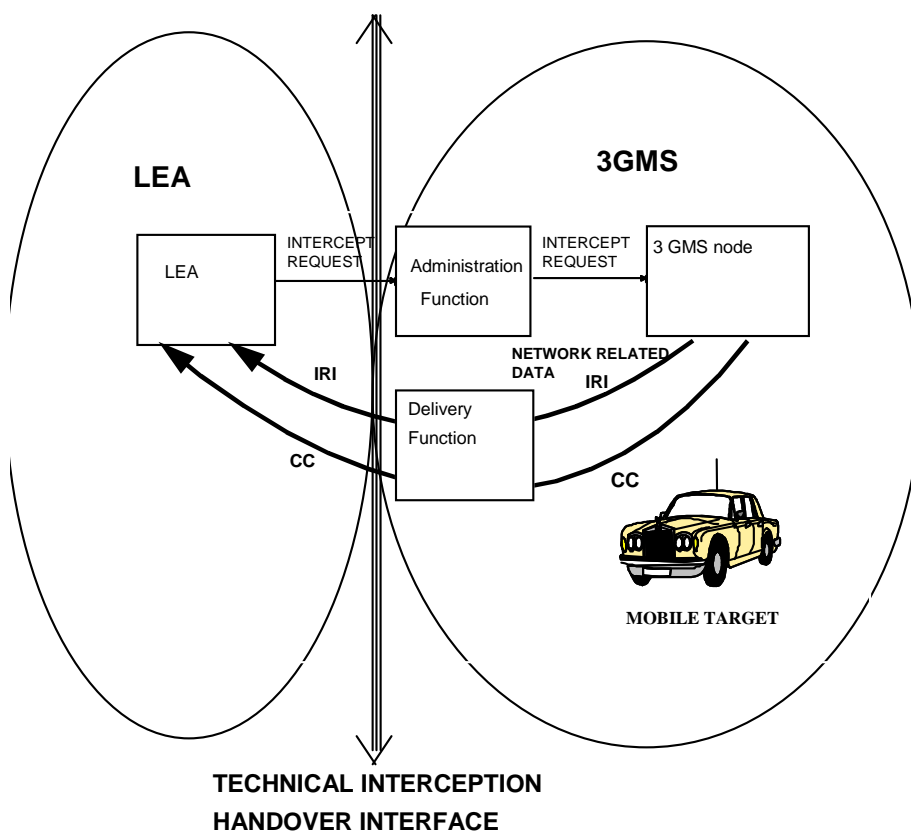 LEA
3GMS
INTERCEPT
REQUEST
INTERCEPT
REQUEST
LEA
Administration
Function
3 GMS node
NETWORK RELATED
DATA
IRI
IRI
Delivery
Function
CC
CC
MOBILE TARGET
TECHNICAL INTERCEPTION
HANDOVER INTERFACE